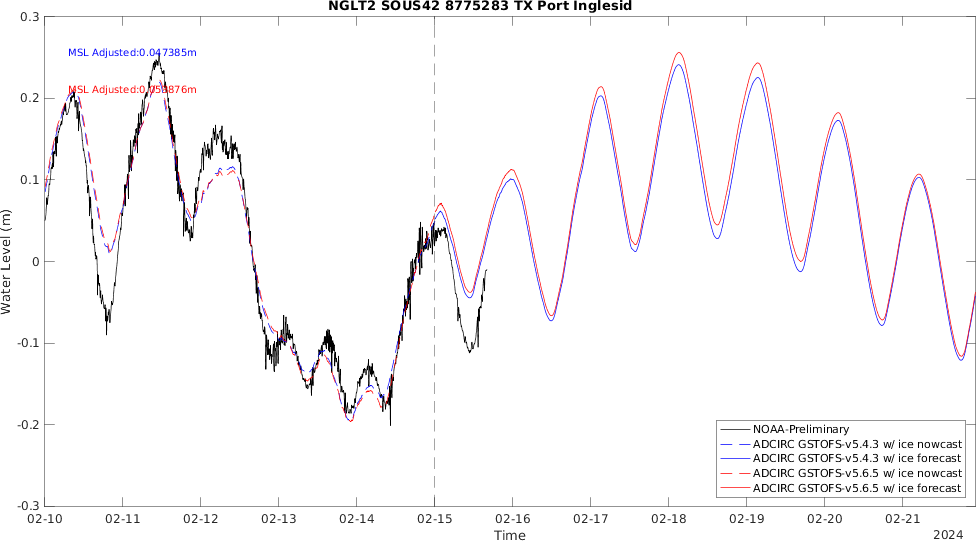 NGLT2 SOUS42 8775283 TX Port Inglesid
MSL Adjusted:0.047385m
MSL Adjusted:
Water Level (m)
0.3
0.2
0.1
0
-0.1
-0.2
-0.3
NOAA-Preliminary
ADCIRC GSTOFS-v5.4.3 w/ ice nowcast
ADCIRC GSTOFS-v5.4.3 w/ ice forecast
ADCIRC GSTOFS-v5.6.5 w/ ice nowcast
ADCIRC GSTOFS-v5.6.5 w/ ice forecast
02-10 02-11 02-12 02-13 02-14 02-15 02-16 02-17 02-18 02-19 02-20 02-21
Time
2024